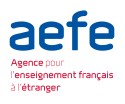 aefe
Agence pour
l'enseignement français
à l'étranger